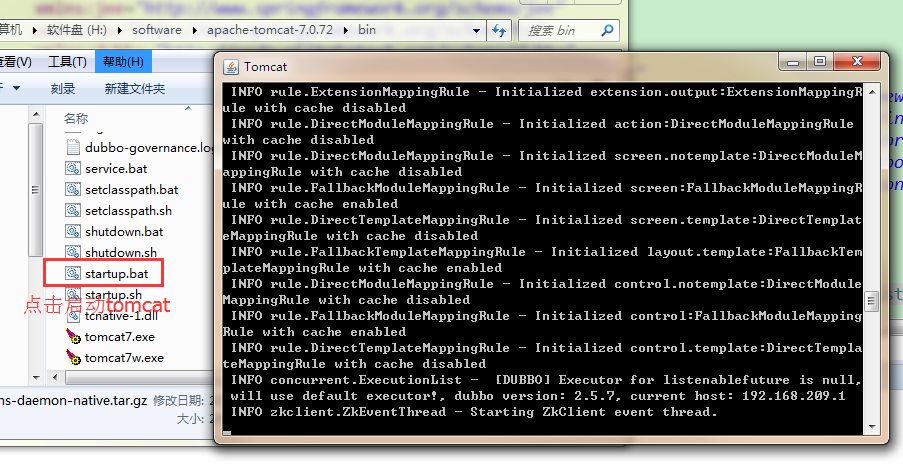 xmlns:jee="http://www.springframework.org/schema/jee"
算机 软件盘 (H:) software apache-tomcat-7.0.72 bin
搜索 bin
查看(V) 工具(T) 帮助(H)
刻录 新建文件夹
名称
dubbo-governance.log
service.bat
setclasspath.bat
setclasspath.sh
shutdown.bat
shutdown.sh
startup.bat
startup.sh
点击启动tomcat
tcnative-1.dll
tomcat7.exe
tomcat7w.exe
ns-daemon-native.tar.gz 修改日期: 2
大小: 2
Tomcat
INFO rule.ExtensionMappingRule - Initialized extension.output:ExtensionMappingR
ule with cache disabled
INFO rule.DirectModuleMappingRule - Initialized action:DirectModuleMappingRule
with cache disabled
INFO rule.DirectModuleMappingRule - Initialized screen.notemplate:DirectModuleM
appingRule with cache disabled
INFO rule.FallbackModuleMappingRule - Initialized screen:FallbackModuleMappingR
ule with cache enabled
INFO rule.DirectTemplateMappingRule - Initialized screen.template:DirectTemplat
eMappingRule with cache disabled
INFO rule.FallbackTemplateMappingRule - Initialized layout.template:FallbackTem
plateMappingRule with cache enabled
INFO rule.DirectModuleMappingRule - Initialized control.notemplate:DirectModule
MappingRule with cache disabled
INFO rule.FallbackModuleMappingRule - Initialized control:FallbackModuleMapping
Rule with cache enabled
INFO rule.DirectTemplateMappingRule - Initialized control.template:DirectTempla
teMappingRule with cache disabled
INFO concurrent.ExecutionList - [DUBBO] Executor for listenablefuture is null,
will use default executor!, dubbo version: 2.5.7, current host: 192.168.209.1
INFO zkclient.ZkEventThread - Starting ZkClient event thread.